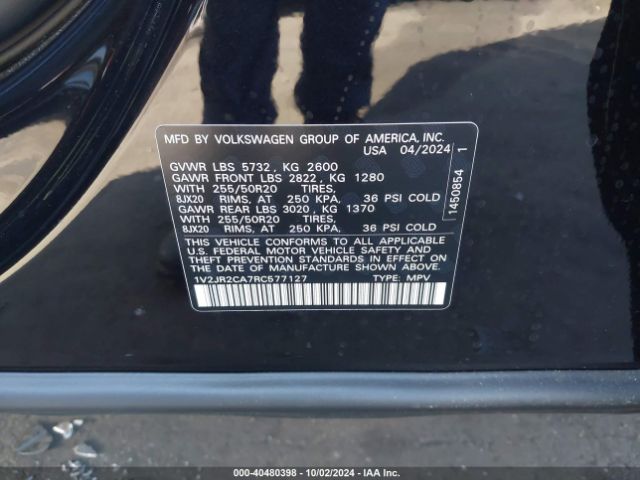 MFD BY VOLKSWAGEN GROUP OF AMERICA, INC.
USA 04/2024
GVWR LBS 5732, KG 2600
GAWR FRONT LBS 2822, KG 1280
WITH 255/50R20 TIRES,
8JX20 RIMS, AT 250 KPA, 36 PSI COLD
GAWR REAR LBS 3020, KG 1370
WITH 255/50R20 TIRES,
8JX20 RIMS, AT 250 KPA, 36 PSI COLD
THIS VEHICLE CONFORMS TO ALL APPLICABLE
U.S. FEDERAL MOTOR VEHICLE SAFETY AND
THEFT PREVENTION STANDARDS IN EFFECT ON
THE DATE OF MANUFACTURE SHOWN ABOVE.
1V2JR2CA7RC577127 TYPE: MPV
1450854 1
000-40480398 - 10/02/2024 - IAA Inc.